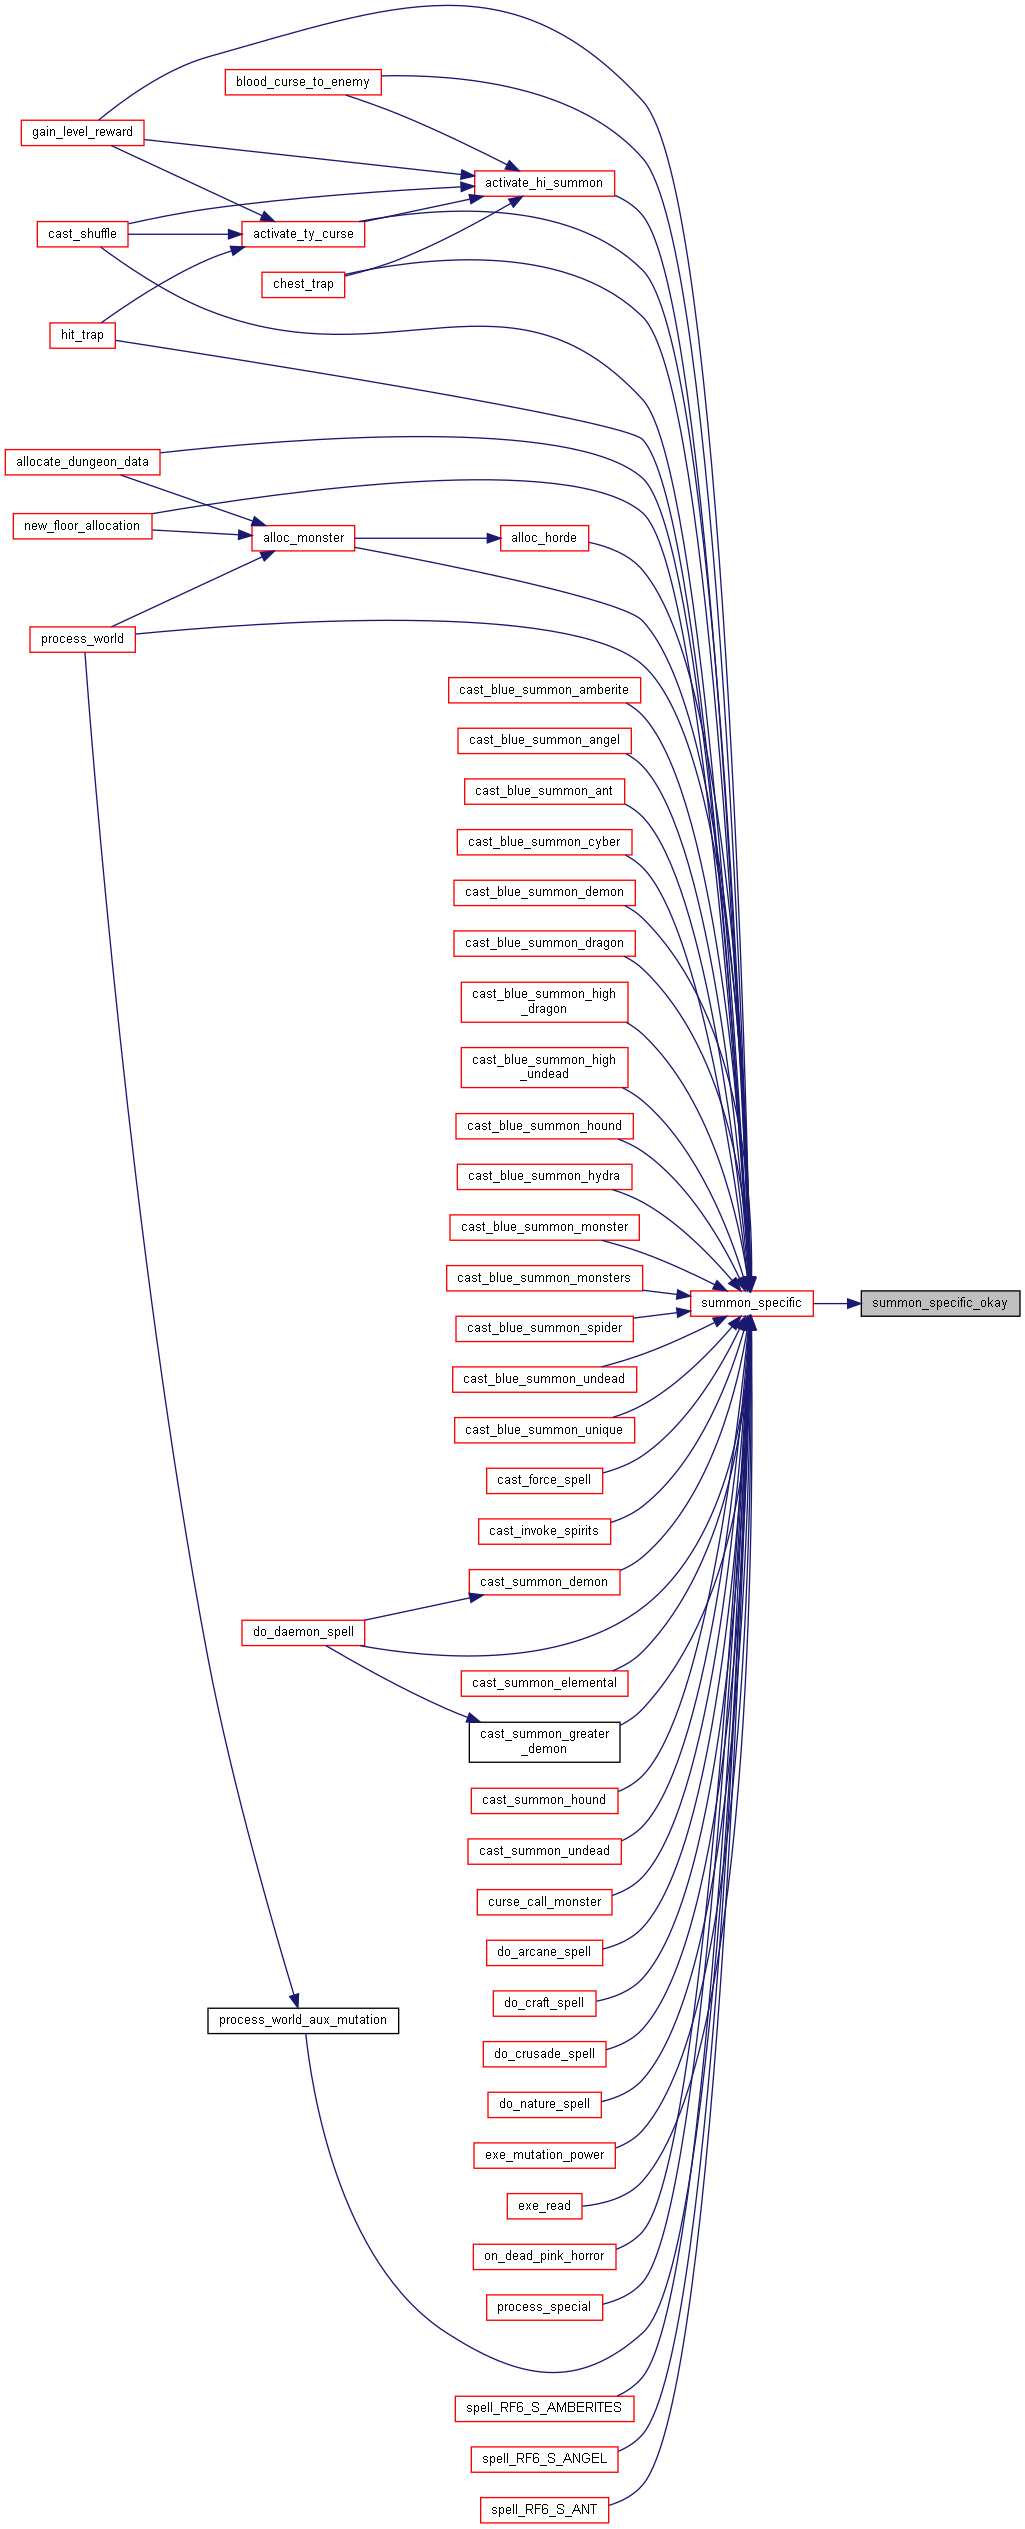 blood_curse_to_enemy
gain_level_reward
activate_hi_summon
cast_shuffle
activate_ty_curse
chest_trap
hit_trap
allocate_dungeon_data
new_floor_allocation
alloc_monster
alloc_horde
process_world
cast_blue_summon_amberite
cast_blue_summon_angel
cast_blue_summon_ant
cast_blue_summon_cyber
cast_blue_summon_demon
cast_blue_summon_dragon
cast_blue_summon_high
_dragon
cast_blue_summon_high
_undead
cast_blue_summon_hound
cast_blue_summon_hydra
cast_blue_summon_monster
cast_blue_summon_monsters
summon_specific
summon_specific_okay
cast_blue_summon_spider
cast_blue_summon_undead
cast_blue_summon_unique
cast_force_spell
cast_invoke_spirits
cast_summon_demon
do_daemon_spell
cast_summon_elemental
cast_summon_greater
_demon
cast_summon_hound
cast_summon_undead
curse_call_monster
do_arcane_spell
do_craft_spell
process_world_aux_mutation
do_crusade_spell
do_nature_spell
exe_mutation_power
exe_read
on_dead_pink_horror
process_special
spell_RF6_S_AMBERITES
spell_RF6_S_ANGEL
spell_RF6_S_ANT